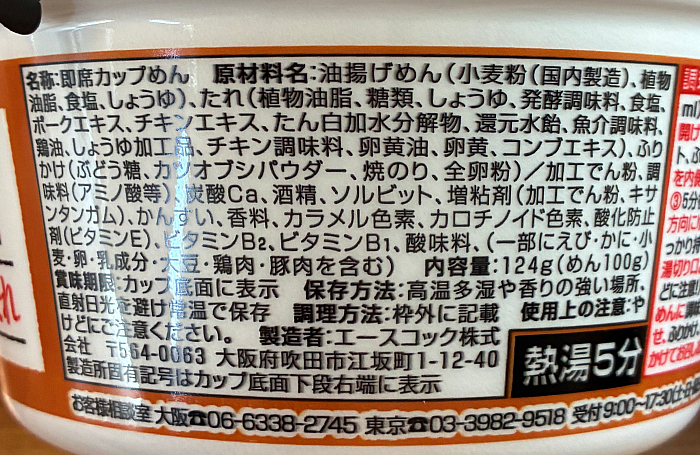 名称:即席カップめん 原材料名:油揚げめん(小麦粉(国内製造)、植物
油脂、食塩、しょうゆ)、たれ(植物油脂、糖類、しょうゆ、発酵調味料、食塩、
ポークエキス、チキンエキス、たん白加水分解物、還元水飴、魚介調味料、
鶏油、しょうゆ加工品、チキン調味料、卵黄油、卵黄、コンブエキス)、ふり
かけ(ぶどう糖、カツオブシパウダー、焼のり、全卵粉)/加工でん粉、調
味料(アミノ酸等)、炭酸Ca、酒精、ソルビット、増粘剤(加工でん粉、キサ
ンタンガム)、かんすい、香料、カラメル色素、カロチノイド色素、酸化防止
剤(ビタミンE)、ビタミンB2、ビタミンB1、酸味料、(一部にえび・かに・小
麦・卵・乳成分・大豆・鶏肉・豚肉を含む) 内容量:124g(めん100g)
賞味期限:カップ底面に表示 保存方法:高温多湿や香りの強い場所、
直射日光を避け常温で保存 調理方法:枠外に記載 使用上の注意:や
けどにご注意ください。 製造者:エースコック株式
会社 〒564-0063 大阪府吹田市江坂町1-12-40
製造所固有記号はカップ底面下段右端に表示
熱湯5分
お客様相談室 大阪☎06-6338-2745 東京☎03-3982-9518 受付9:00~17:30(土